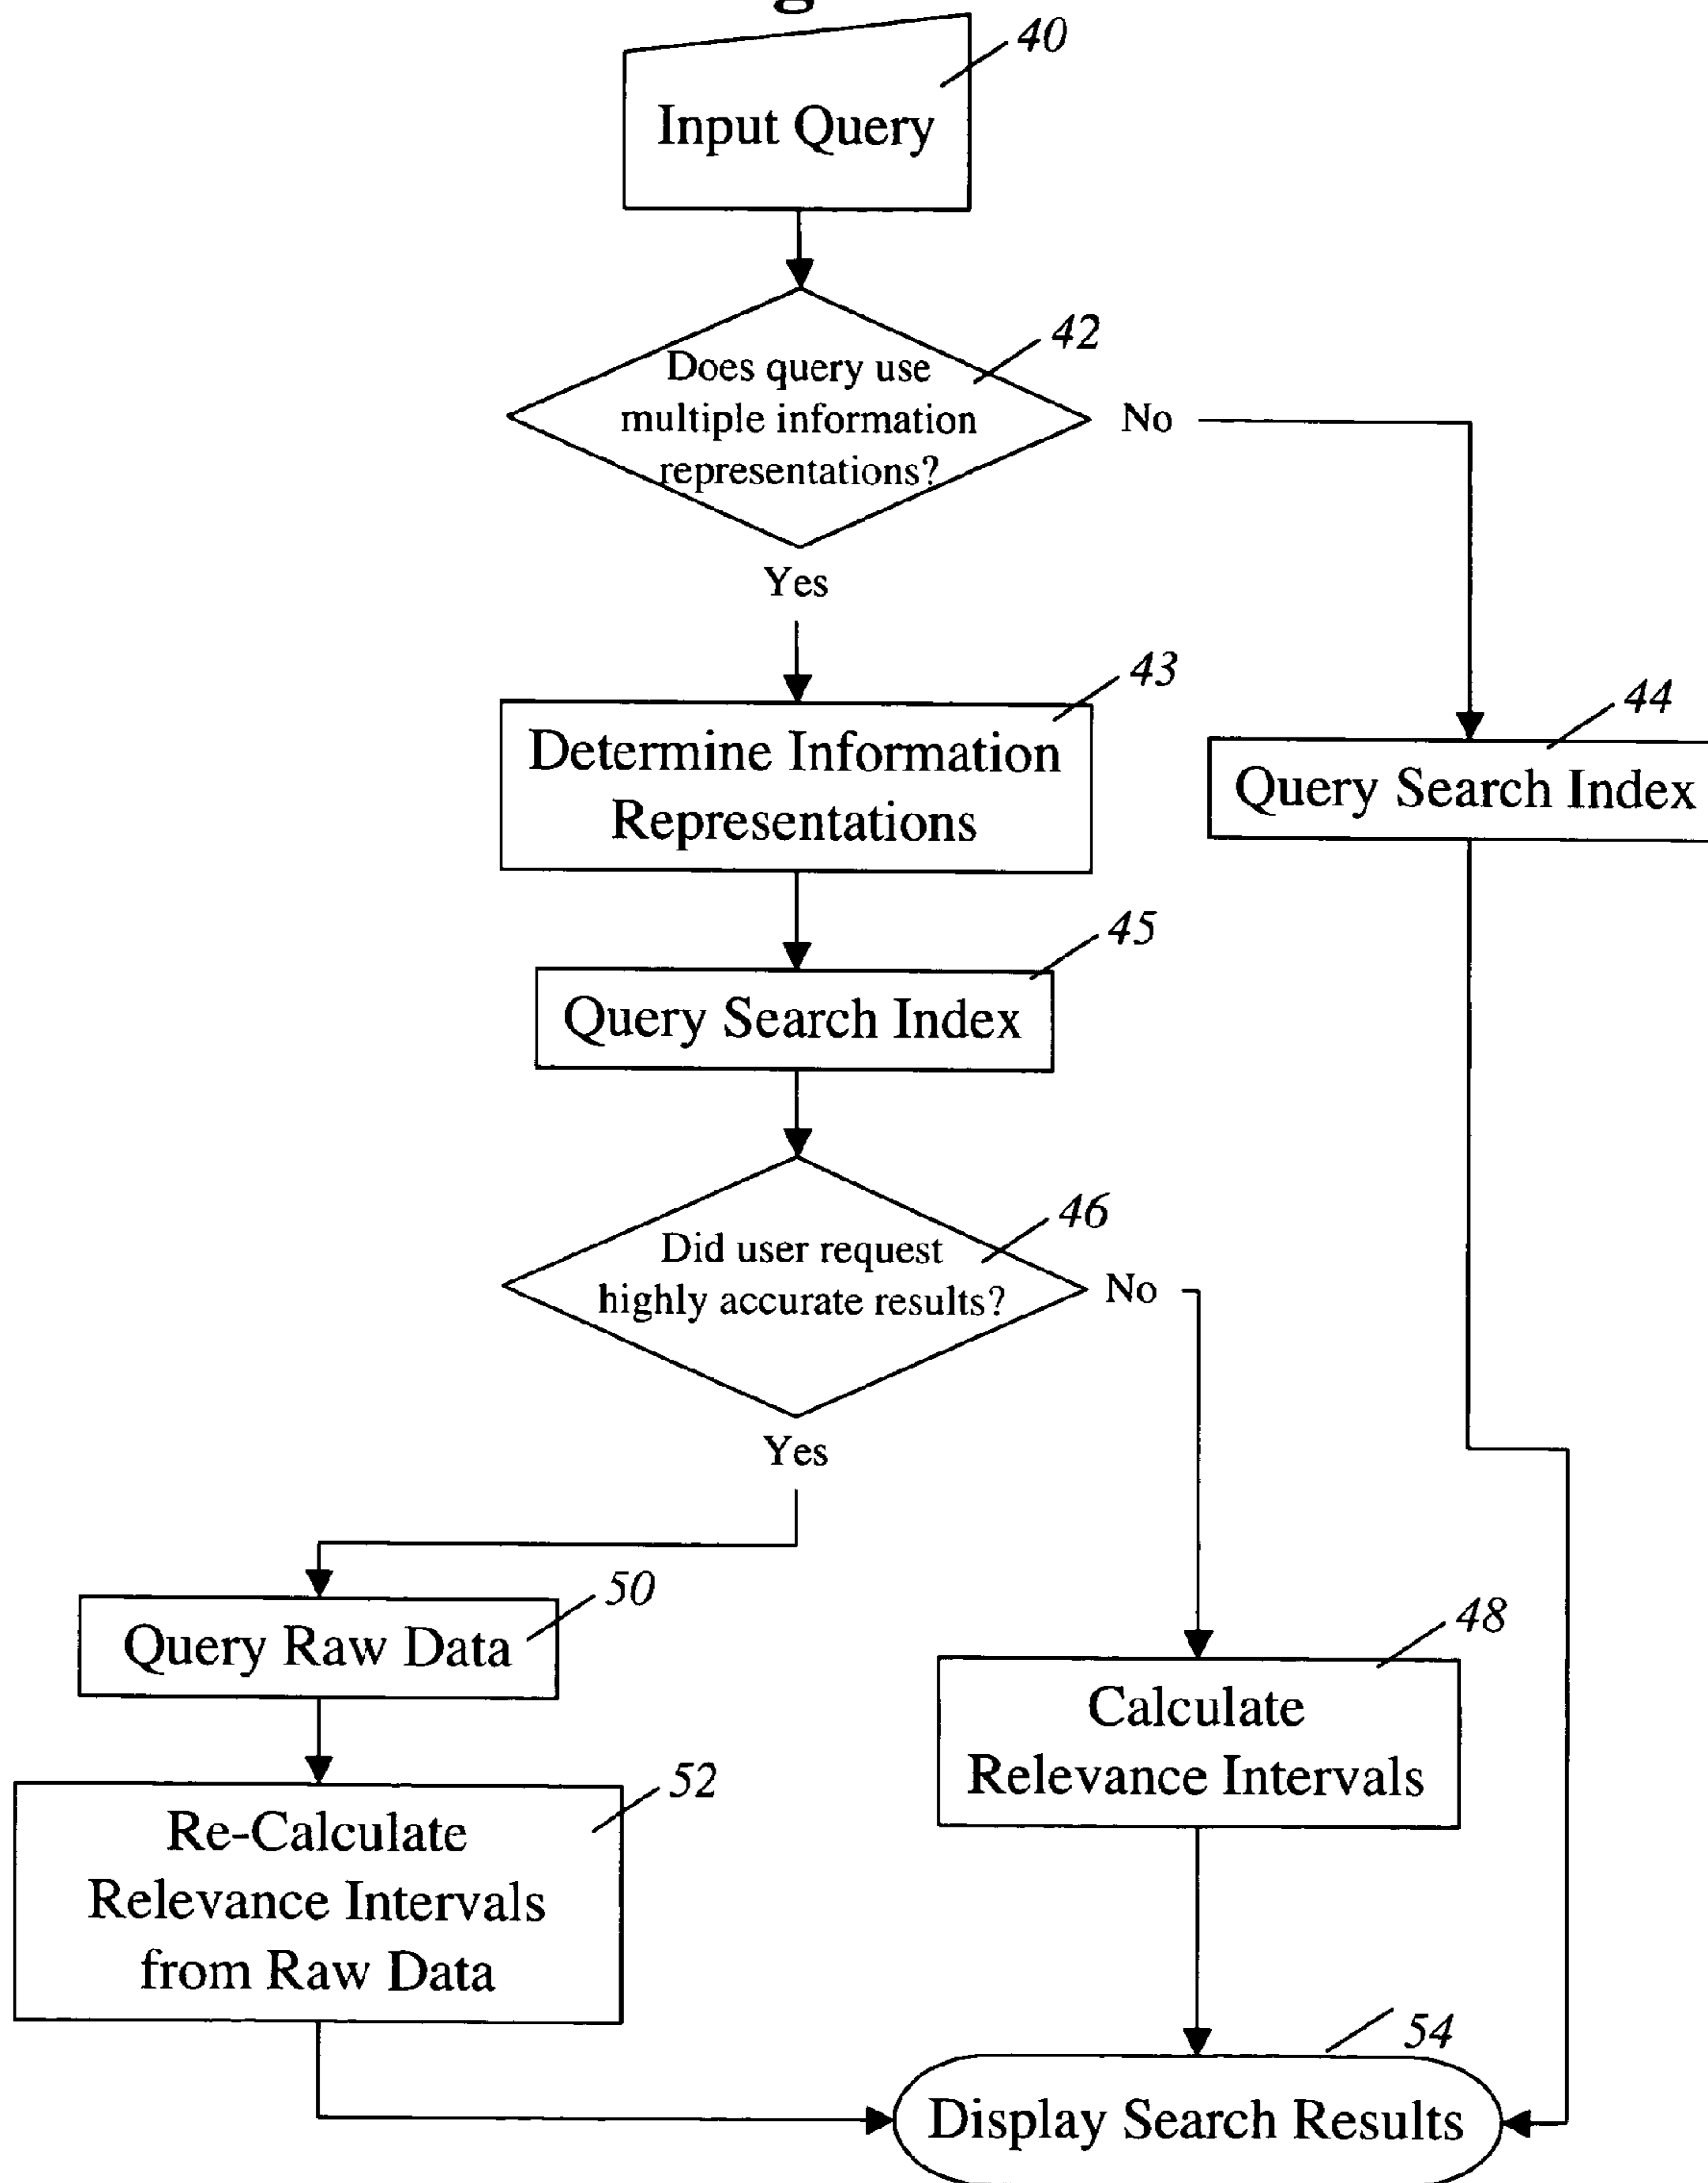 40
Input Query
42
Does query use
multiple information
representations?
No
Yes
43
Determine Information
Representations
44
Query Search Index
45
Query Search Index
46
Did user request
highly accurate results?
No
Yes
50
Query Raw Data
48
Calculate
Relevance Intervals
52
Re-Calculate
Relevance Intervals
from Raw Data
54
Display Search Results